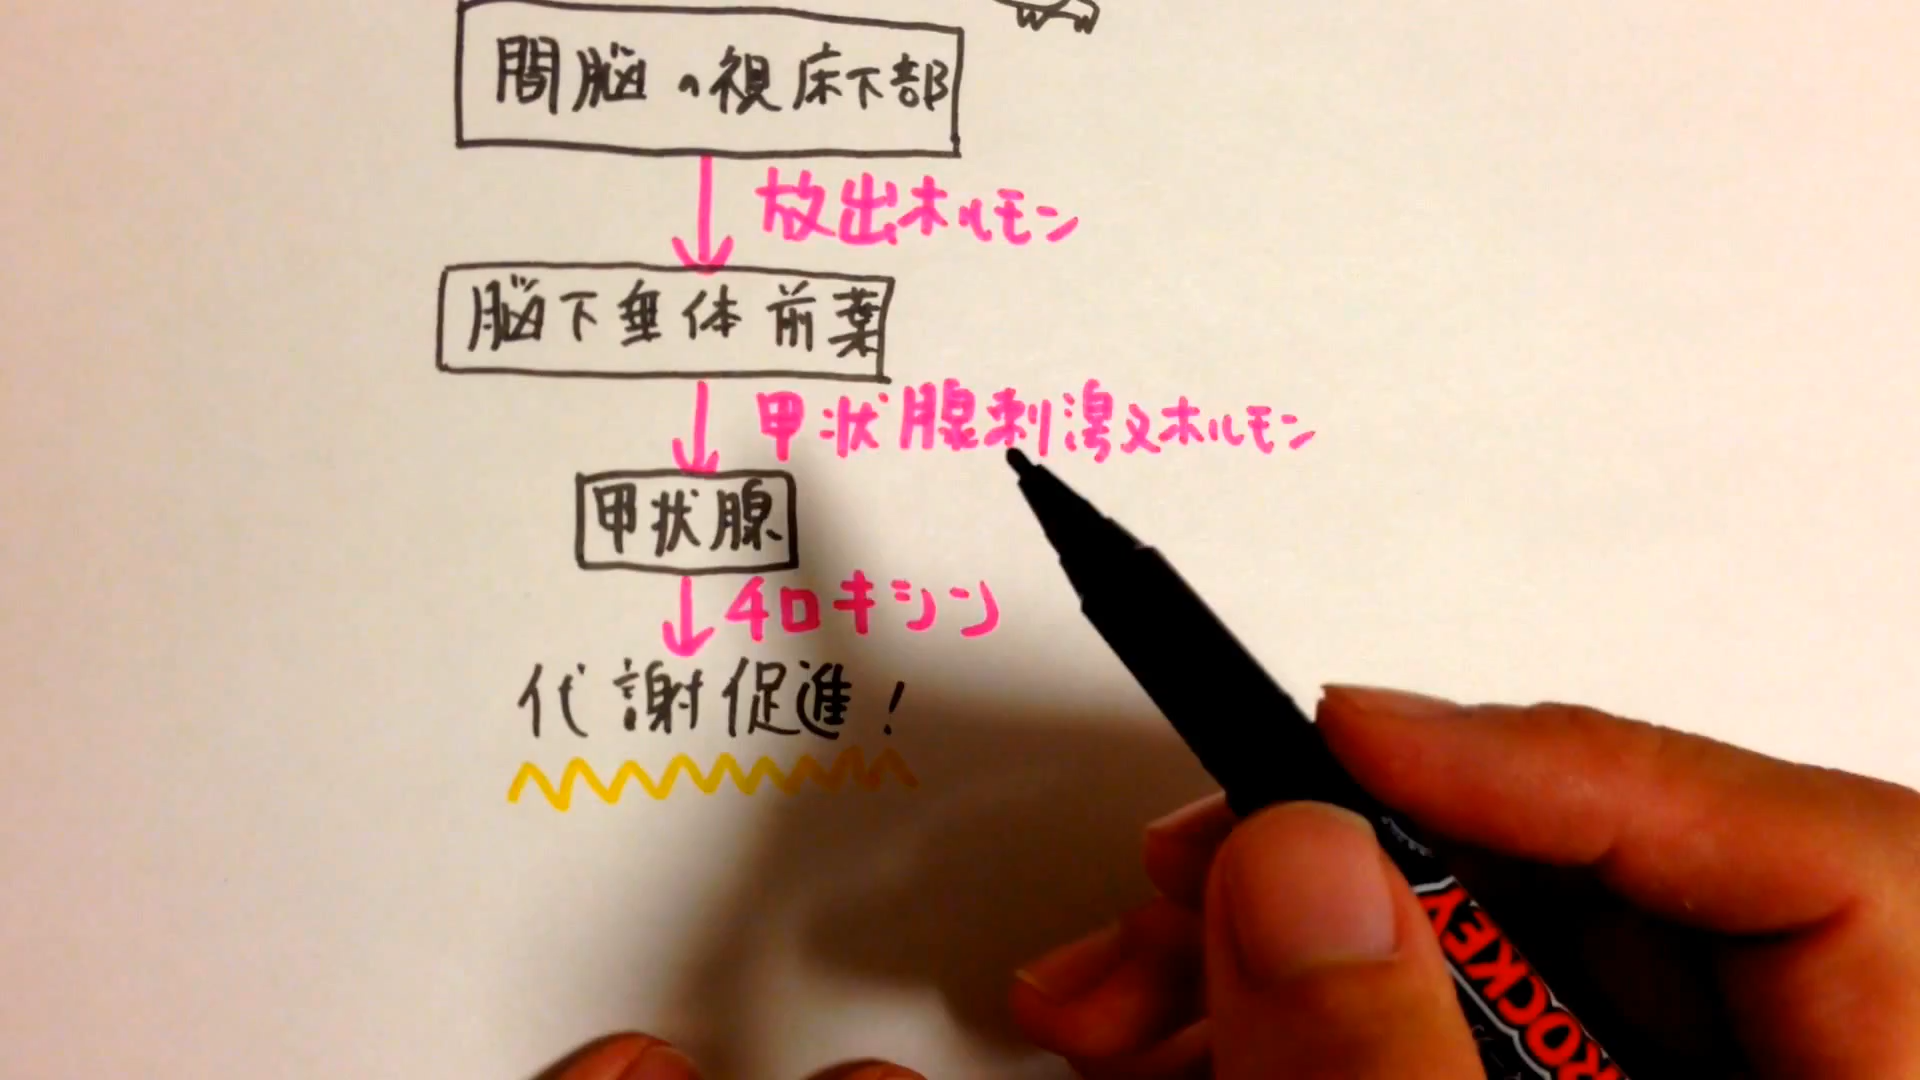 間脳の視床下部
放出ホルモン
脳下垂体前葉
甲状腺刺激ホルモン
甲状腺
チロキシン
代謝促進!
ROCKEY